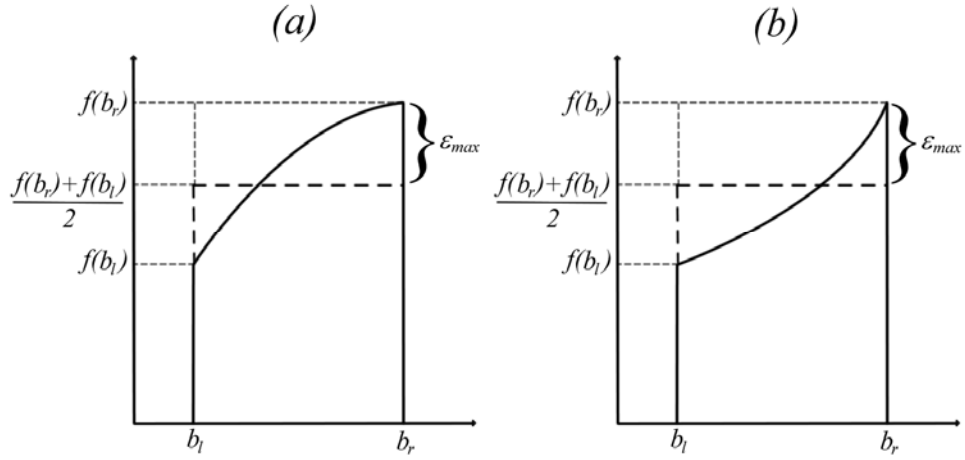 (a)
f(b_r)
ε_max
f(b_r)+f(b_l)
2
f(b_l)
b_l
b_r
(b)
f(b_r)
ε_max
f(b_r)+f(b_l)
2
f(b_l)
b_l
b_r